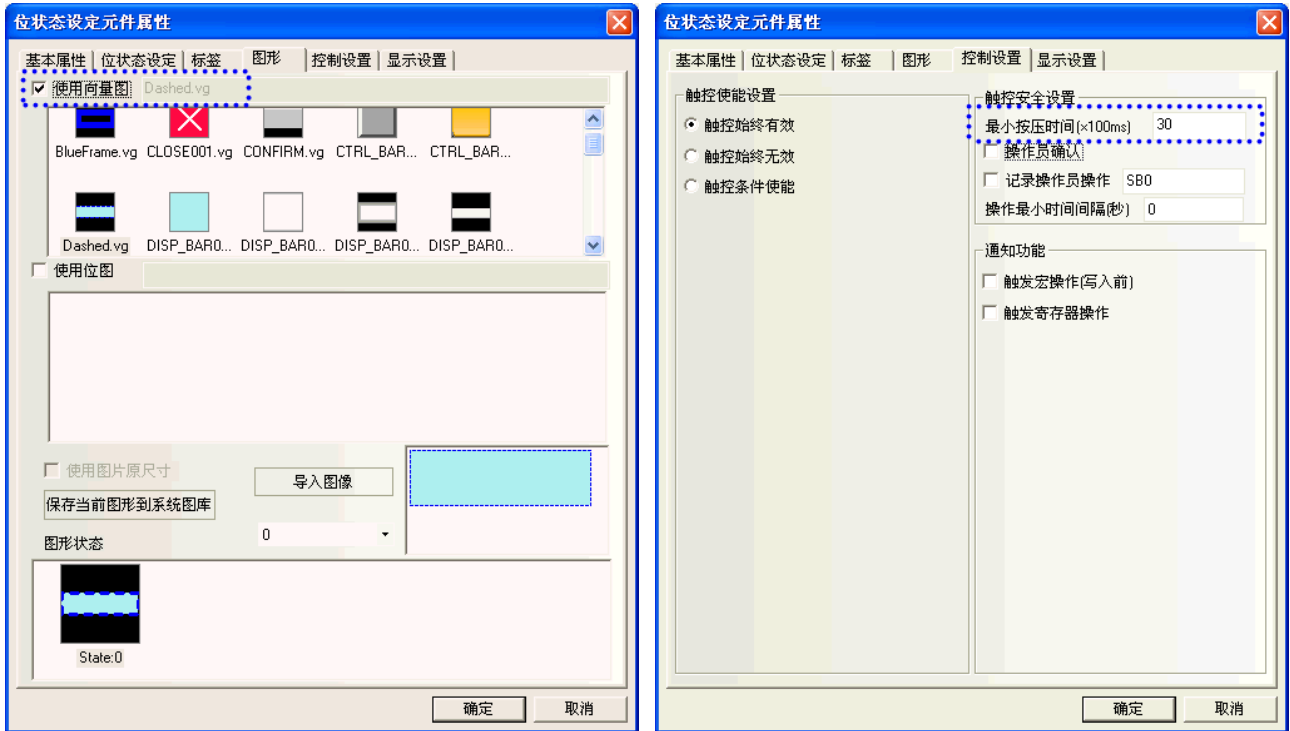 位状态设定元件属性
基本属性 位状态设定 标签 图形 控制设置 显示设置
使用向量图 Dashed.vg
BlueFrame.vg CLOSE001.vg CONFIRM.vg CTRL_BAR... CTRL_BAR...
Dashed.vg DISP_BAR0... DISP_BAR0... DISP_BAR0... DISP_BAR0...
使用位图
使用图片原尺寸
导入图像
保存当前图形到系统图库
0
图形状态
State:0
确定 取消
位状态设定元件属性
基本属性 位状态设定 标签 图形 控制设置 显示设置
触控使能设置
触控始终有效
触控始终无效
触控条件使能
触控安全设置
最小按压时间(×100ms) 30
操作员确认
记录操作员操作 SB0
操作最小时间间隔(秒) 0
通知功能
触发宏操作(写入前)
触发寄存器操作
确定 取消